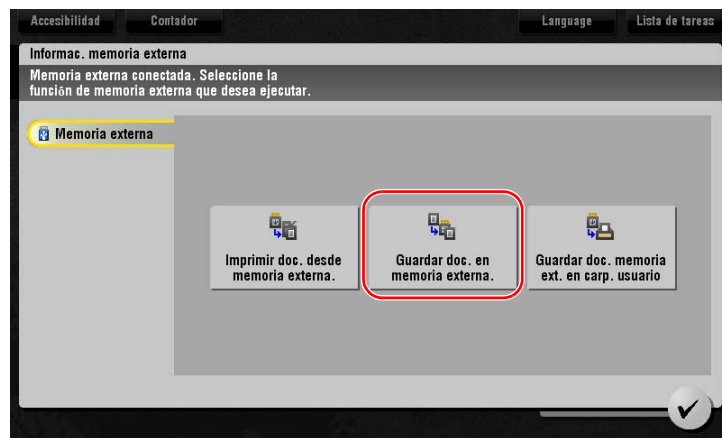 Accesibilidad Contador Language Lista de tareas
Informac. memoria externa
Memoria externa conectada. Seleccione la
función de memoria externa que desea ejecutar.
Memoria externa
Imprimir doc. desde
memoria externa.
Guardar doc. en
memoria externa.
Guardar doc. memoria
ext. en carp. usuario